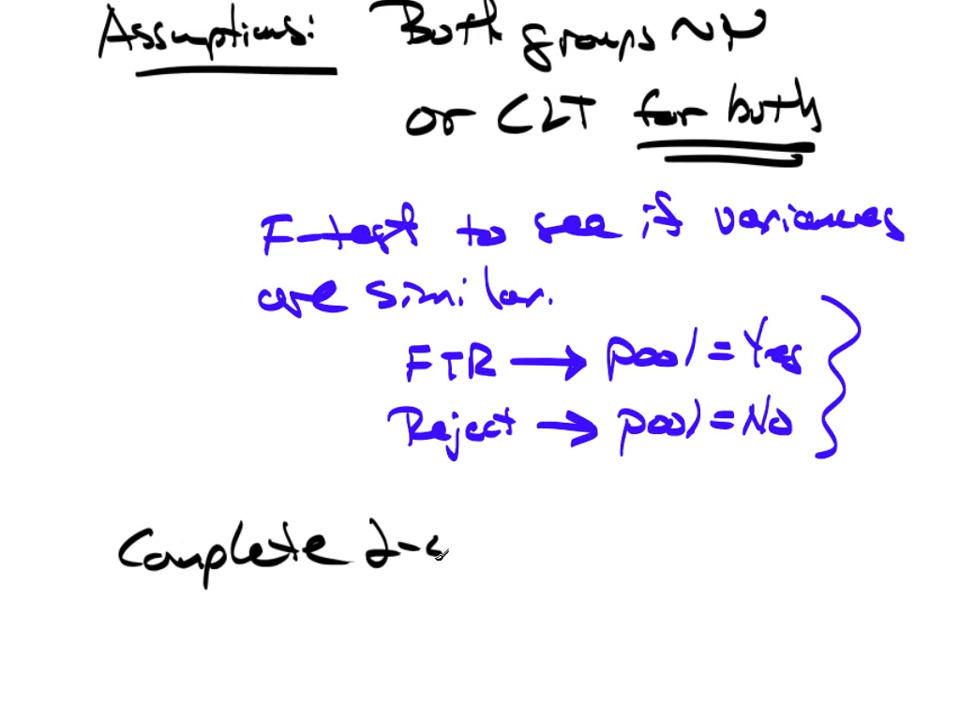 Assumptions: Both groups ~N
or CLT for both
F-test to see if variances
are similar.
FTR → pool = Yes
Reject → pool = No
Complete 2-s